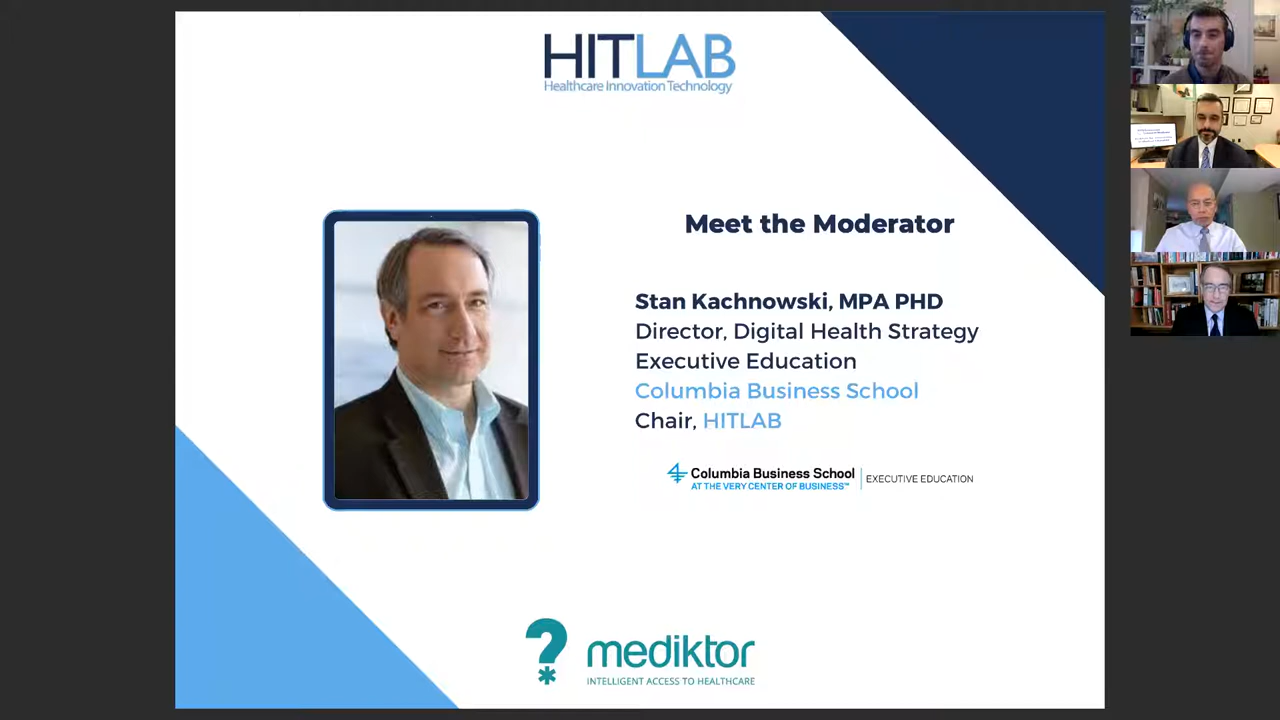 HITLAB
Healthcare Innovation Technology
Meet the Moderator
Stan Kachnowski, MPA PHD
Director, Digital Health Strategy
Executive Education
Columbia Business School
Chair, HITLAB
Columbia Business School
AT THE VERY CENTER OF BUSINESS™
EXECUTIVE EDUCATION
mediktor
INTELLIGENT ACCESS TO HEALTHCARE